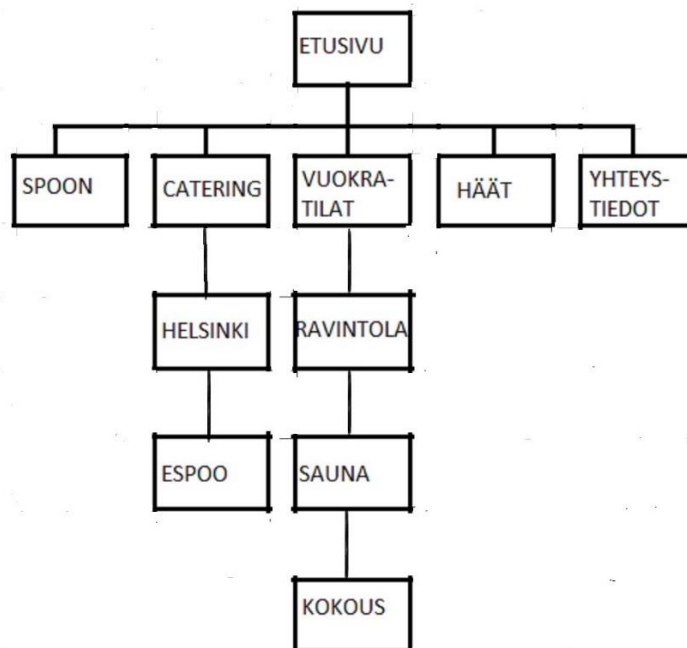 ETUSIVU
SPOON
CATERING
VUOKRA-
TILAT
HÄÄT
YHTEYS-
TIEDOT
HELSINKI
RAVINTOLA
ESPOO
SAUNA
KOKOUS